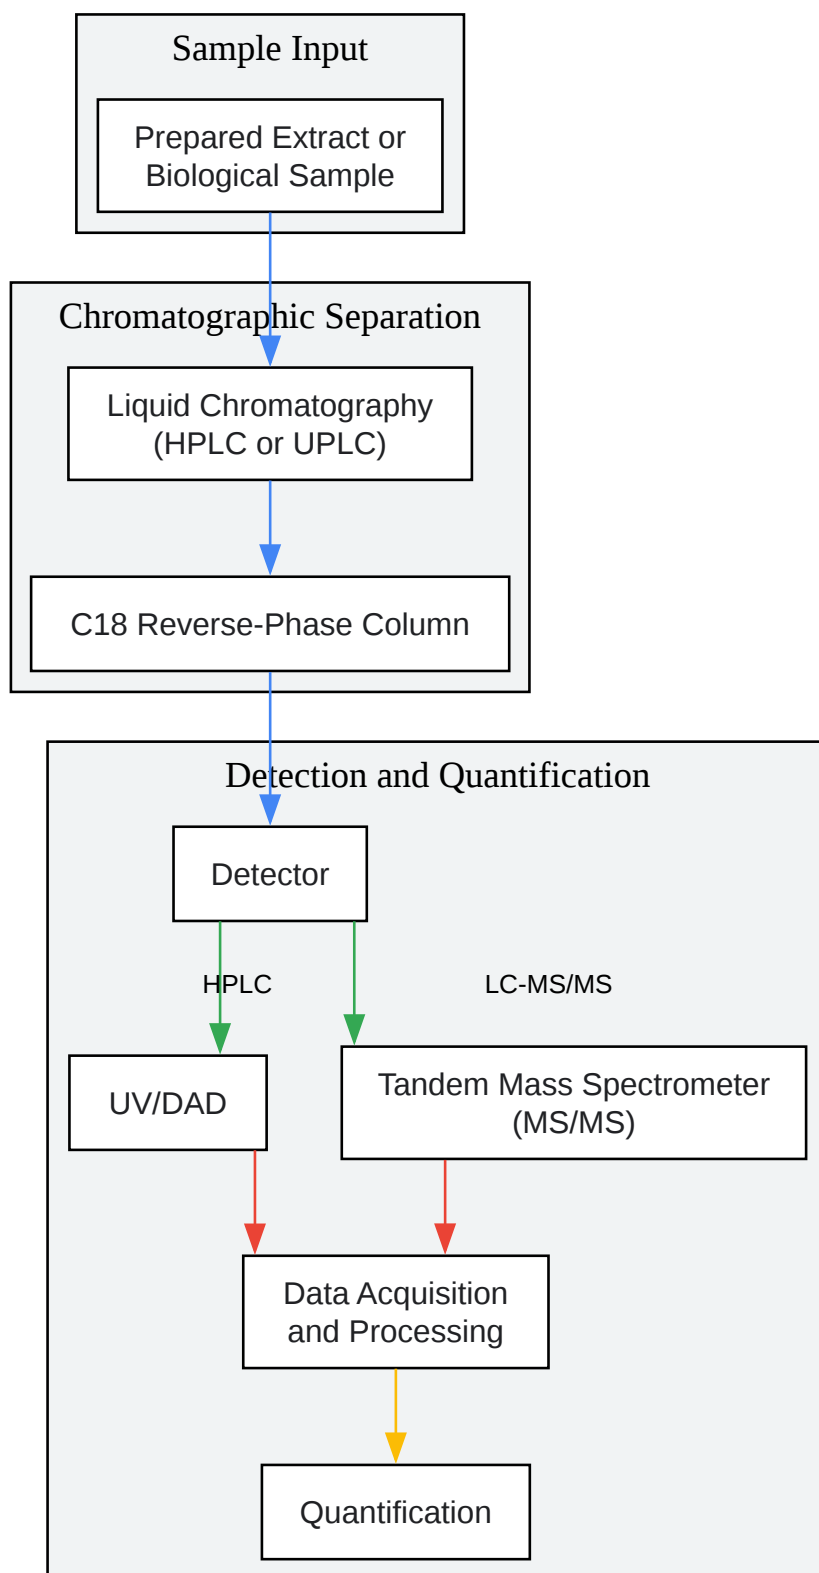 Sample Input
Prepared Extract or
Biological Sample
Chromatographic Separation
Liquid Chromatography
(HPLC or UPLC)
C18 Reverse-Phase Column
Detection and Quantification
Detector
HPLC
LC-MS/MS
UV/DAD
Tandem Mass Spectrometer
(MS/MS)
Data Acquisition
and Processing
Quantification